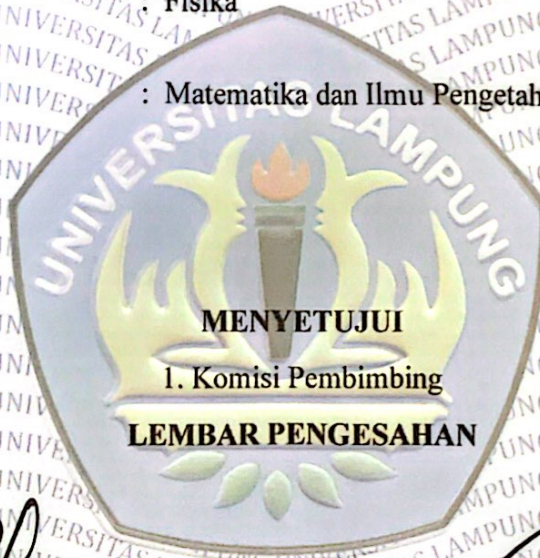 : Fisika
: Matematika dan Ilmu Pengetah
UNIVERSITAS LAMPUNG
MENYETUJUI
1. Komisi Pembimbing
LEMBAR PENGESAHAN